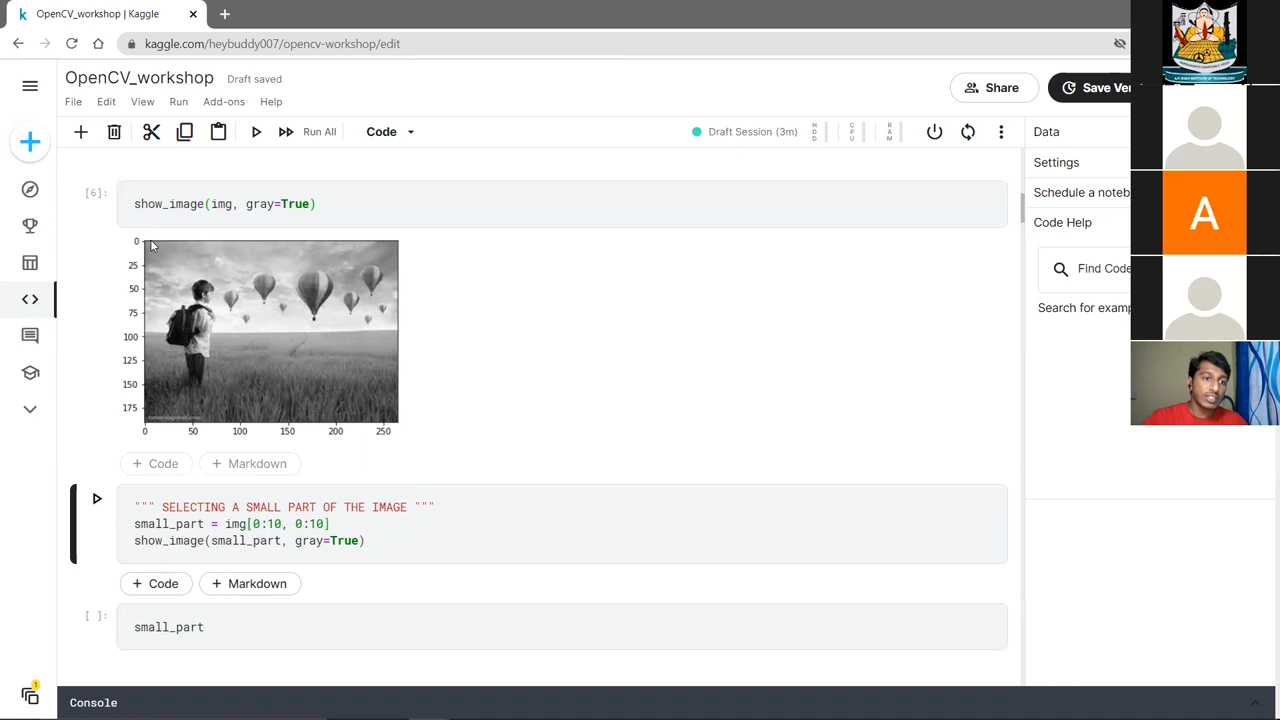 OpenCV_workshop | Kaggle
kaggle.com/heybuddy007/opencv-workshop/edit
OpenCV_workshop
Draft saved
Share
Save Ver
File Edit View Run Add-ons Help
Run All
Code
Draft Session (3m)
HDD
CPU
RAM
Data
Settings
Schedule a noteb
Code Help
Find Code
Search for examp
[6]:
show_image(img, gray=True)
0
25
50
75
100
125
150
175
0 50 100 150 200 250
+ Code
+ Markdown
""" SELECTING A SMALL PART OF THE IMAGE """
small_part = img[0:10, 0:10]
show_image(small_part, gray=True)
+ Code
+ Markdown
[ ]:
small_part
Console
1
A